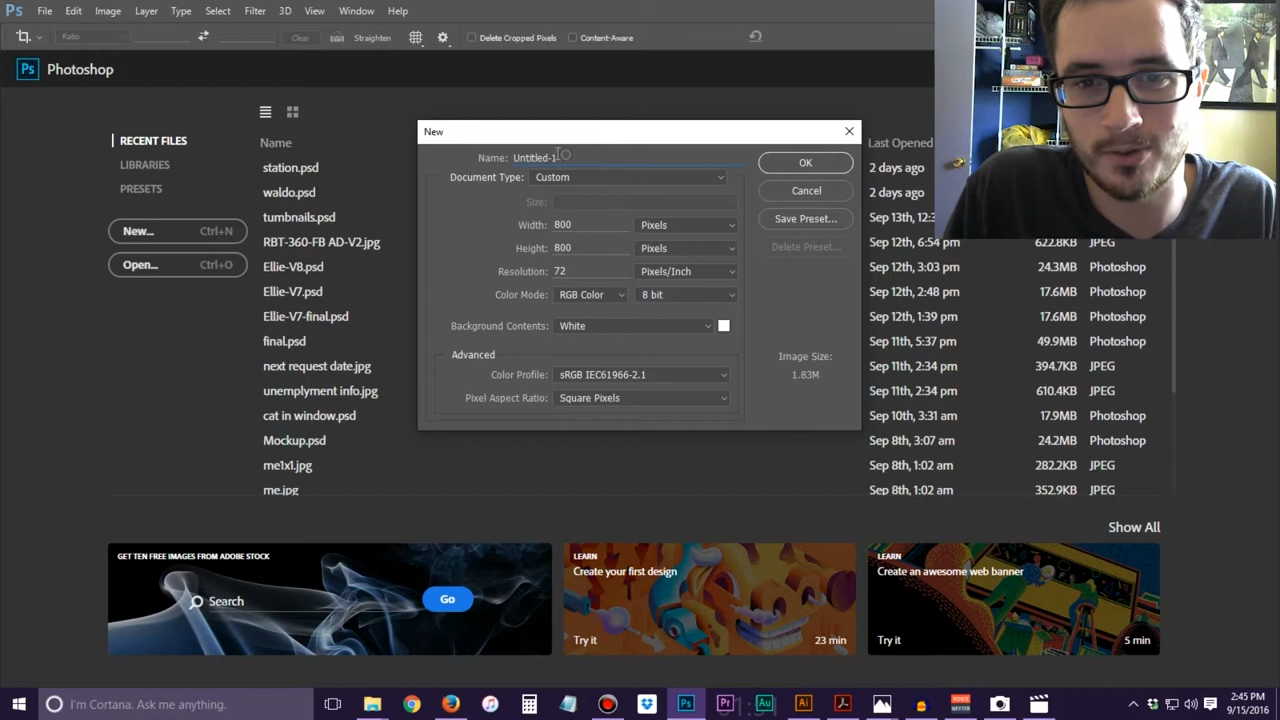 Ps File Edit Image Layer Type Select Filter 3D View Window Help
Ratio Clear Straighten Delete Cropped Pixels Content-Aware
Ps Photoshop
RECENT FILES
LIBRARIES
PRESETS
New... Ctrl+N
Open... Ctrl+O
Name Last Opened
station.psd 2 days ago
waldo.psd 2 days ago
tumbnails.psd Sep 13th, 12:
RBT-360-FB AD-V2.jpg Sep 12th, 6:54 pm 622.8KB JPEG
Ellie-V8.psd Sep 12th, 3:03 pm 24.3MB Photoshop
Ellie-V7.psd Sep 12th, 2:48 pm 17.6MB Photoshop
Ellie-V7-final.psd Sep 12th, 1:39 pm 17.6MB Photoshop
final.psd Sep 11th, 5:37 pm 49.9MB Photoshop
next request date.jpg Sep 11th, 2:34 pm 394.7KB JPEG
unemplyment info.jpg Sep 11th, 2:34 pm 610.4KB JPEG
cat in window.psd Sep 10th, 3:31 am 17.9MB Photoshop
Mockup.psd Sep 8th, 3:07 am 24.2MB Photoshop
me1x1.jpg Sep 8th, 1:02 am 282.2KB JPEG
me.jpg Sep 8th, 1:02 am 352.9KB JPEG
New
Name: Untitled-1
Document Type: Custom
Size:
Width: 800 Pixels
Height: 800 Pixels
Resolution: 72 Pixels/Inch
Color Mode: RGB Color 8 bit
Background Contents: White
Advanced
Color Profile: sRGB IEC61966-2.1
Pixel Aspect Ratio: Square Pixels
OK
Cancel
Save Preset...
Delete Preset...
Image Size:
1.83M
Show All
GET TEN FREE IMAGES FROM ADOBE STOCK
Search Go
LEARN
Create your first design
Try it 23 min
LEARN
Create an awesome web banner
Try it 5 min
I'm Cortana. Ask me anything.
Ps Pr Au Ai
VOICE MEETER
2:45 PM
9/15/2016